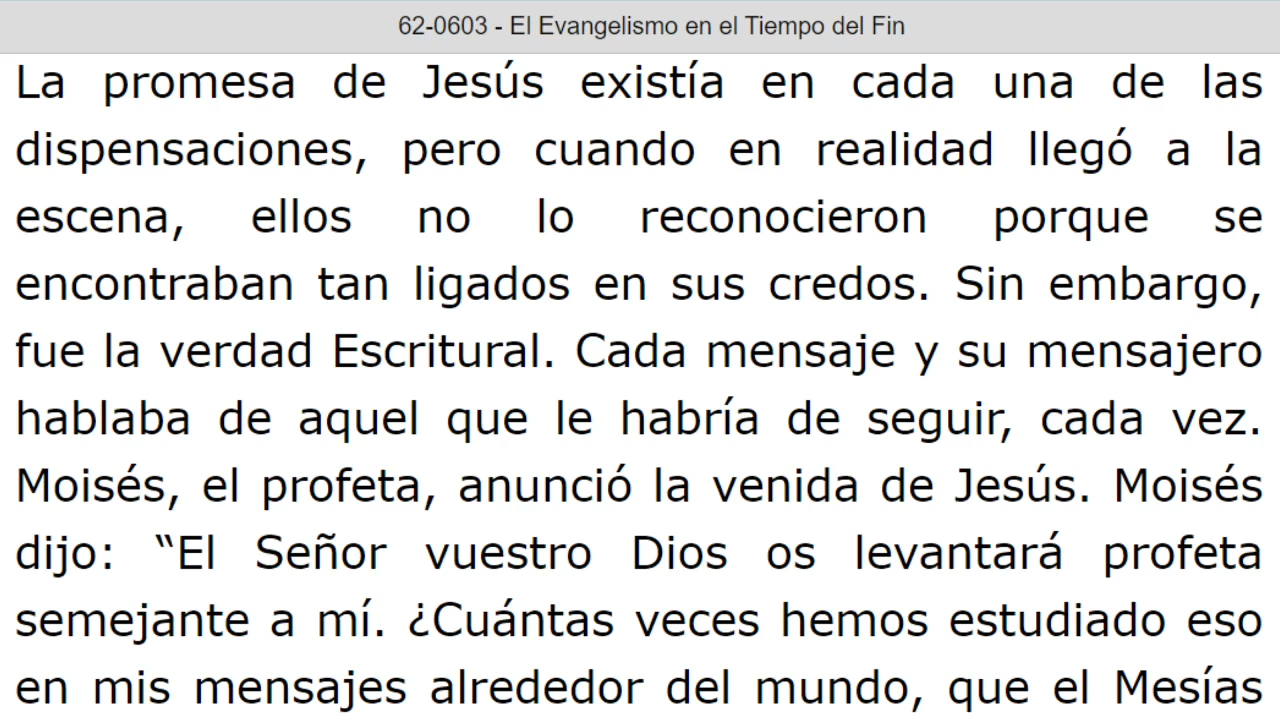 62-0603 - El Evangelismo en el Tiempo del Fin
La promesa de Jesús existía en cada una de las
dispensaciones, pero cuando en realidad llegó a la
escena, ellos no lo reconocieron porque se
encontraban tan ligados en sus credos. Sin embargo,
fue la verdad Escritural. Cada mensaje y su mensajero
hablaba de aquel que le habría de seguir, cada vez.
Moisés, el profeta, anunció la venida de Jesús. Moisés
dijo: “El Señor vuestro Dios os levantará profeta
semejante a mí. ¿Cuántas veces hemos estudiado eso
en mis mensajes alrededor del mundo, que el Mesías